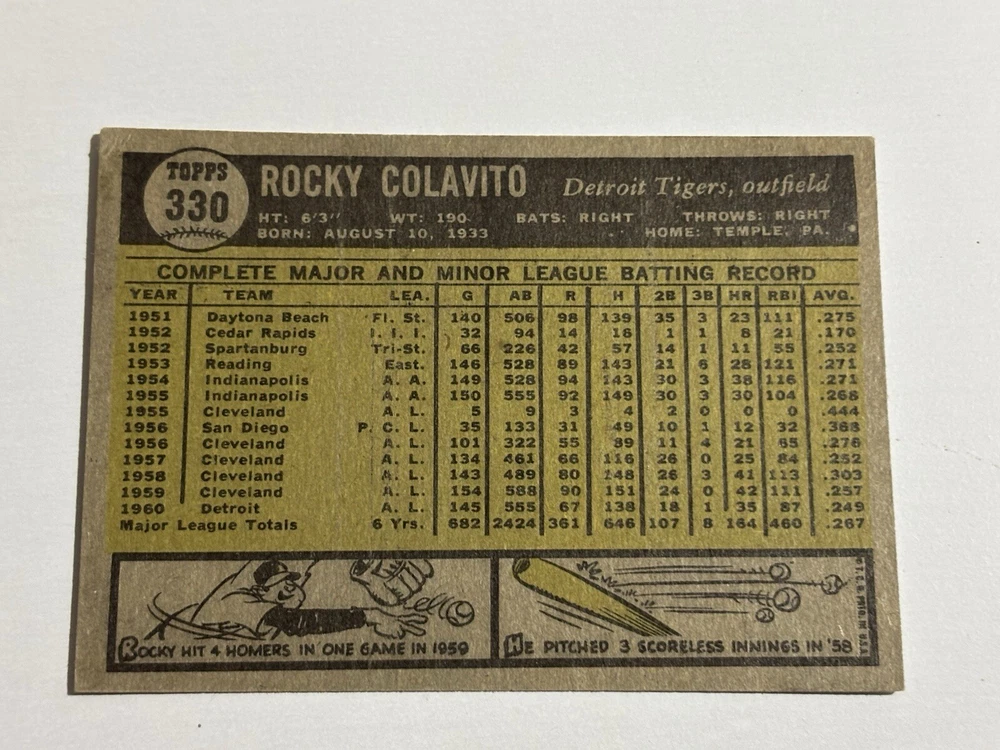 TOPPS
330
ROCKY COLAVITO Detroit Tigers, outfield
HT: 6'3" WT: 190 BATS: RIGHT THROWS: RIGHT
BORN: AUGUST 10, 1933 HOME: TEMPLE, PA.
COMPLETE MAJOR AND MINOR LEAGUE BATTING RECORD
YEAR TEAM LEA. G AB R H 2B 3B HR RBI AVG.
1951 Daytona Beach Fl. St. 140 506 98 139 35 3 23 111 .275
1952 Cedar Rapids I. I. I. 32 94 14 16 1 1 8 21 .170
1952 Spartanburg Tri-St. 66 226 42 57 14 1 11 55 .252
1953 Reading East. 146 528 89 143 21 6 28 121 .271
1954 Indianapolis A. A. 149 528 94 143 30 3 38 116 .271
1955 Indianapolis A. A. 150 555 92 149 30 3 30 104 .268
1955 Cleveland A. L. 5 9 3 4 2 0 0 0 .444
1956 San Diego P. C. L. 35 133 31 49 10 1 12 32 .368
1956 Cleveland A. L. 101 322 55 89 11 4 21 65 .276
1957 Cleveland A. L. 134 461 66 116 26 0 25 84 .252
1958 Cleveland A. L. 143 489 80 148 26 3 41 113 .303
1959 Cleveland A. L. 154 588 90 151 24 0 42 111 .257
1960 Detroit A. L. 145 555 67 138 18 1 35 87 .249
Major League Totals 6 Yrs. 682 2424 361 646 107 8 164 460 .267
ROCKY HIT 4 HOMERS IN ONE GAME IN 1959
HE PITCHED 3 SCORELESS INNINGS IN '58
© T.C.G. PRTD. IN U.S.A.